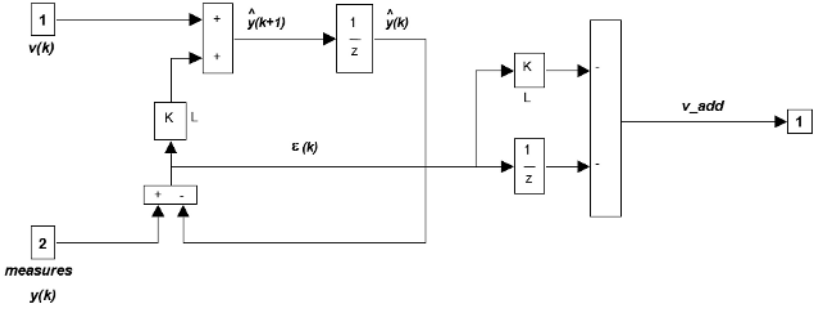 1
v(k)
+
+
^
y(k+1)
1
z
^
y(k)
K
L
ε (k)
+ -
2
measures
y(k)
K
L
1
z
-
-
v_add
1